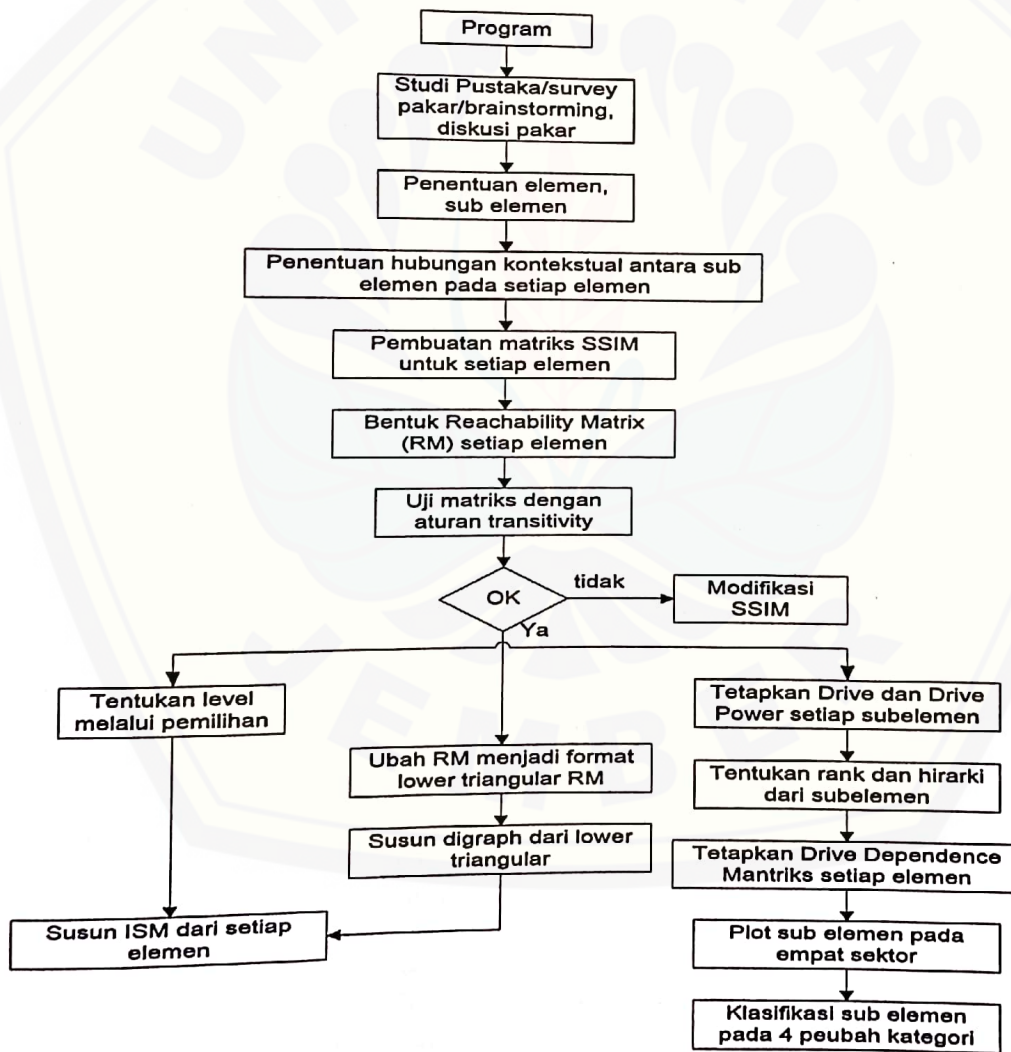 Program
Studi Pustaka/survey
pakar/brainstorming,
diskusi pakar
Penentuan elemen,
sub elemen
Penentuan hubungan kontekstual antara sub
elemen pada setiap elemen
Pembuatan matriks SSIM
untuk setiap elemen
Bentuk Reachability Matrix
(RM) setiap elemen
Uji matriks dengan
aturan transitivity
OK
tidak
Modifikasi
SSIM
Ya
Tentukan level
melalui pemilihan
Ubah RM menjadi format
lower triangular RM
Susun digraph dari lower
triangular
Susun ISM dari setiap
elemen
Tetapkan Drive dan Drive
Power setiap subelemen
Tentukan rank dan hirarki
dari subelemen
Tetapkan Drive Dependence
Mantriks setiap elemen
Plot sub elemen pada
empat sektor
Klasifikasi sub elemen
pada 4 peubah kategori
JEMBER